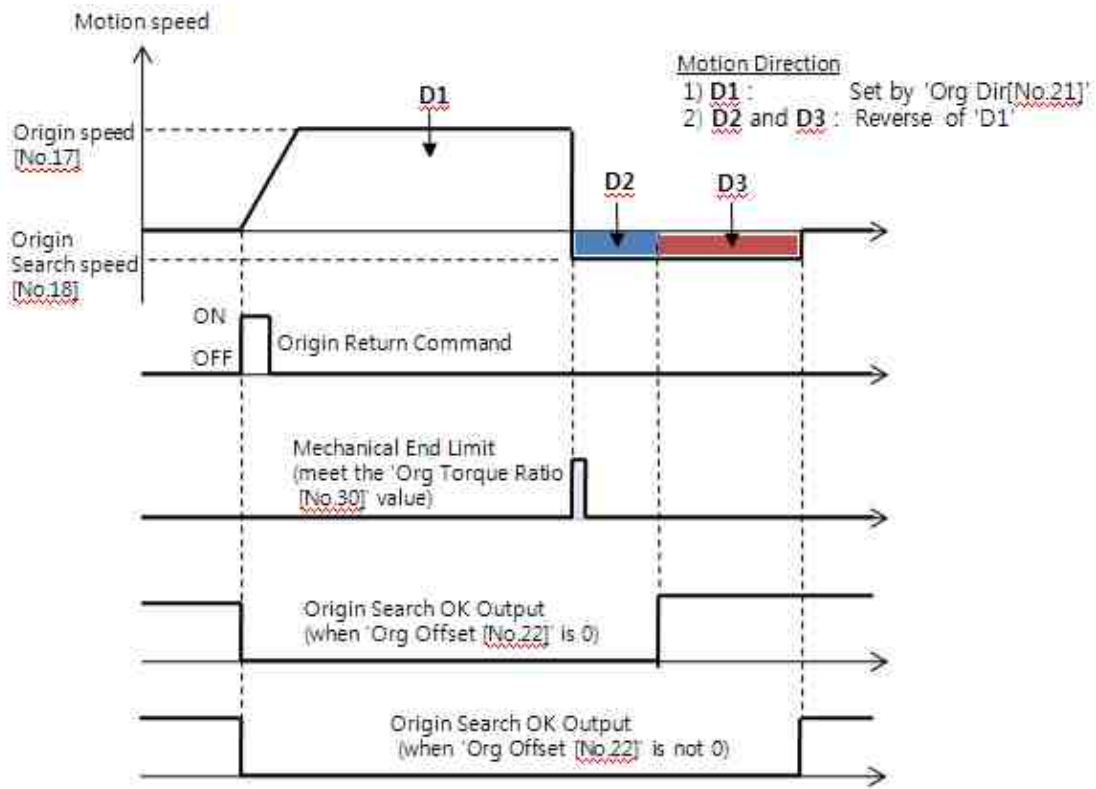 Motion speed
Motion Direction
1) D1 : Set by 'Org Dir[No.21]'
2) D2 and D3 : Reverse of 'D1'
D1
Origin speed
[No.17]
D2
D3
Origin
Search speed
[No.18]
ON
OFF
Origin Return Command
Mechanical End Limit
(meet the 'Org Torque Ratio
[No.30]' value)
Origin Search OK Output
(when 'Org Offset [No.22]' is 0)
Origin Search OK Output
(when 'Org Offset [No.22]' is not 0)